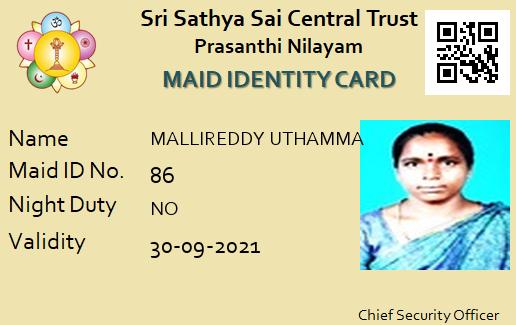 Sri Sathya Sai Central Trust
Prasanthi Nilayam
MAID IDENTITY CARD
Name MALLIREDDY UTHAMMA
Maid ID No. 86
Night Duty NO
Validity 30-09-2021
Chief Security Officer